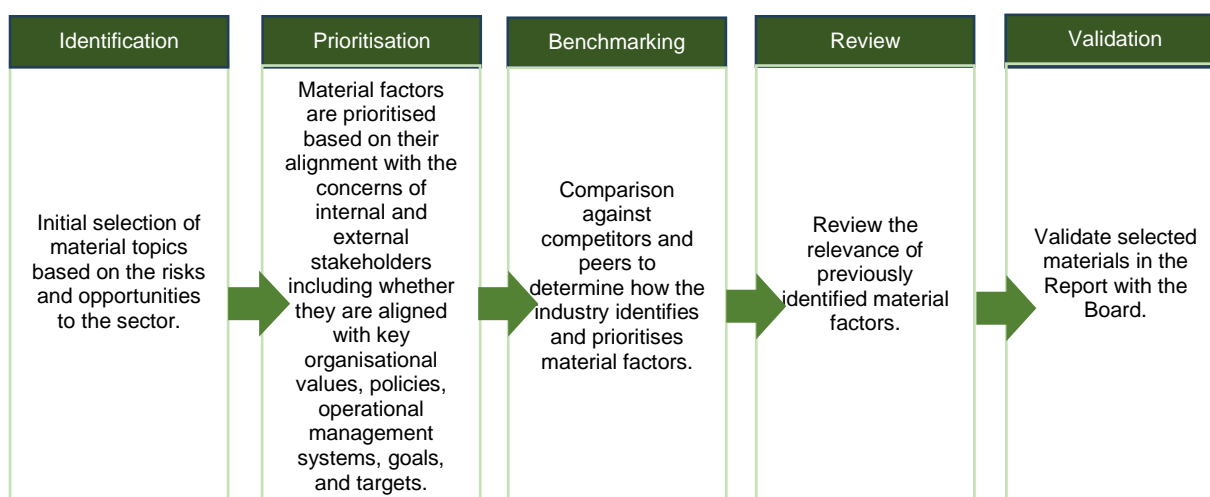 Identification
Initial selection of
material topics
based on the risks
and opportunities
to the sector.
Prioritisation
Material factors
are prioritised
based on their
alignment with the
concerns of
internal and
external
stakeholders
including whether
they are aligned
with key
organisational
values, policies,
operational
management
systems, goals,
and targets.
Benchmarking
Comparison
against
competitors and
peers to
determine how the
industry identifies
and prioritises
material factors.
Review
Review the
relevance of
previously
identified material
factors.
Validation
Validate selected
materials in the
Report with the
Board.